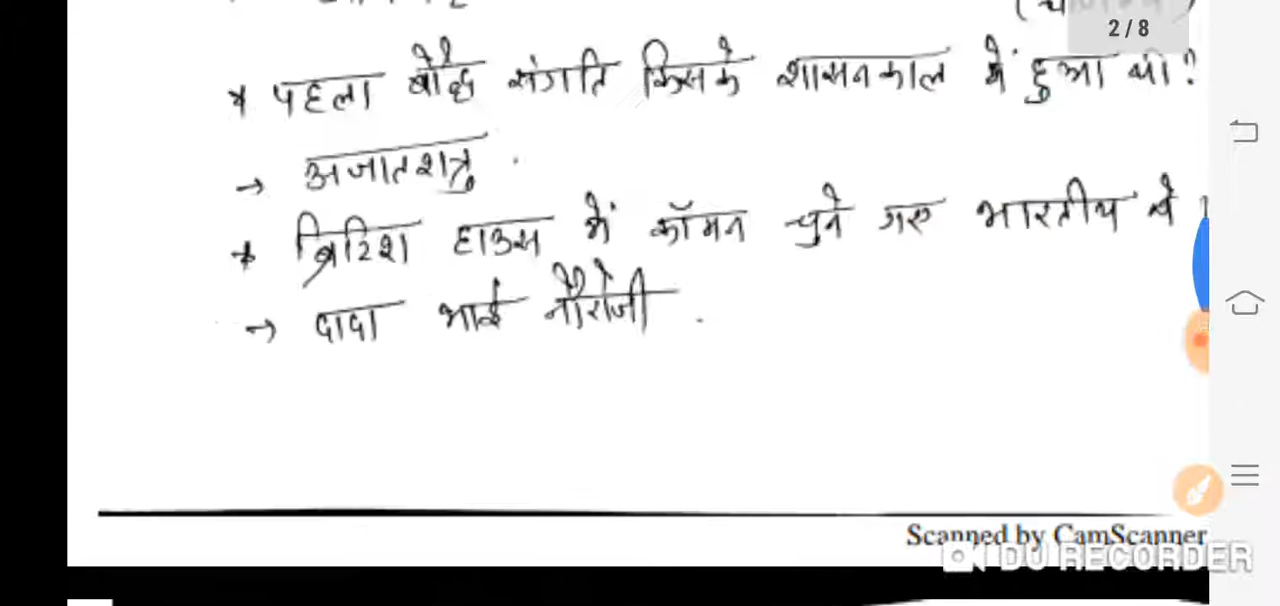 2 / 8
* पहला बौद्ध संगति किसके शासनकाल में हुआ था?
→ अजातशत्रु .
* ब्रिटिश हाउस में कॉमन चुने गए भारतीय थे
→ दादा भाई नौरोजी .
Scanned by CamScanner
DU RECORDER